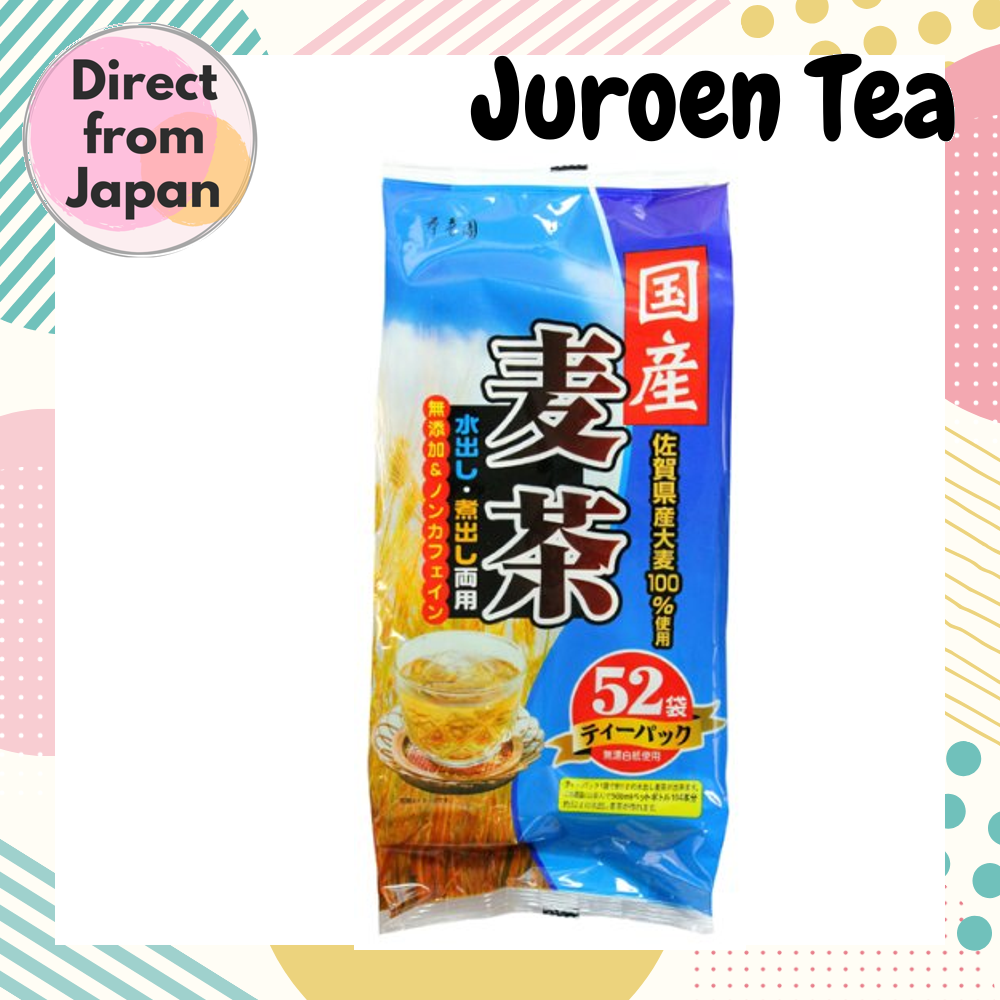 Direct
from
Japan
Juroen Tea
国産
麦茶
佐賀県産大麦100%使用
水出し・煮出し両用
無添加&ノンカフェイン
52袋
ティーパック
無漂白紙使用